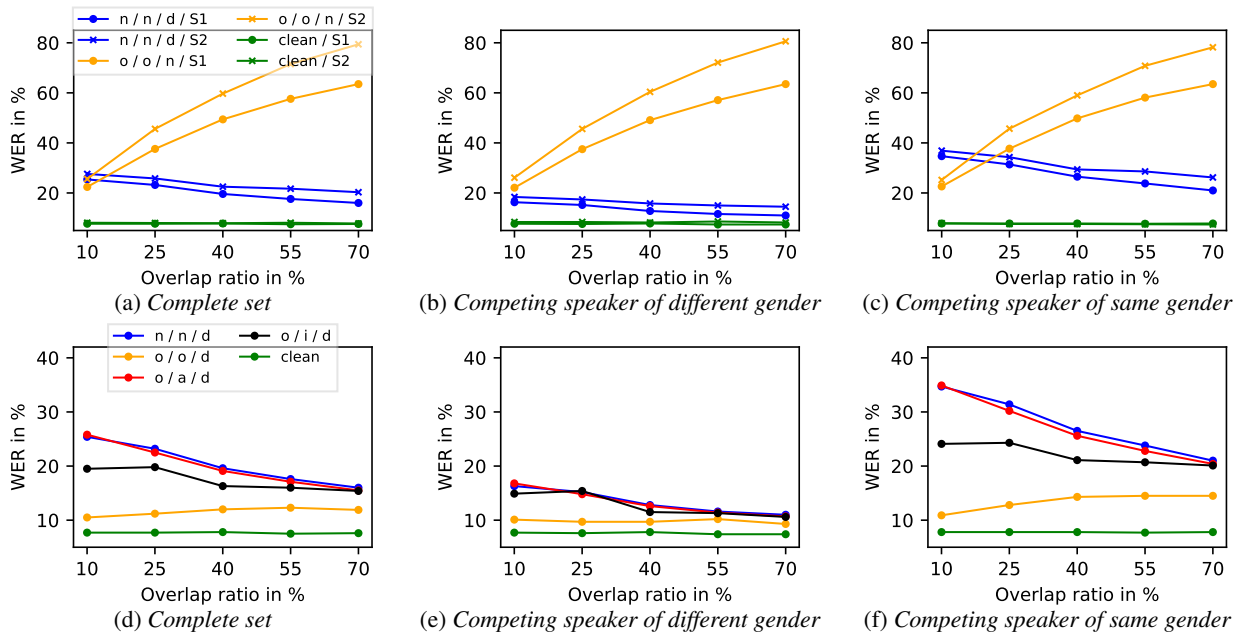 n / n / d / S1
n / n / d / S2
o / o / n / S1
o / o / n / S2
clean / S1
clean / S2
WER in %
80
60
40
20
10 25 40 55 70
Overlap ratio in %
(a) Complete set
WER in %
80
60
40
20
10 25 40 55 70
Overlap ratio in %
(b) Competing speaker of different gender
WER in %
80
60
40
20
10 25 40 55 70
Overlap ratio in %
(c) Competing speaker of same gender
n / n / d
o / o / d
o / a / d
o / i / d
clean
WER in %
40
30
20
10
10 25 40 55 70
Overlap ratio in %
(d) Complete set
WER in %
40
30
20
10
10 25 40 55 70
Overlap ratio in %
(e) Competing speaker of different gender
WER in %
40
30
20
10
10 25 40 55 70
Overlap ratio in %
(f) Competing speaker of same gender